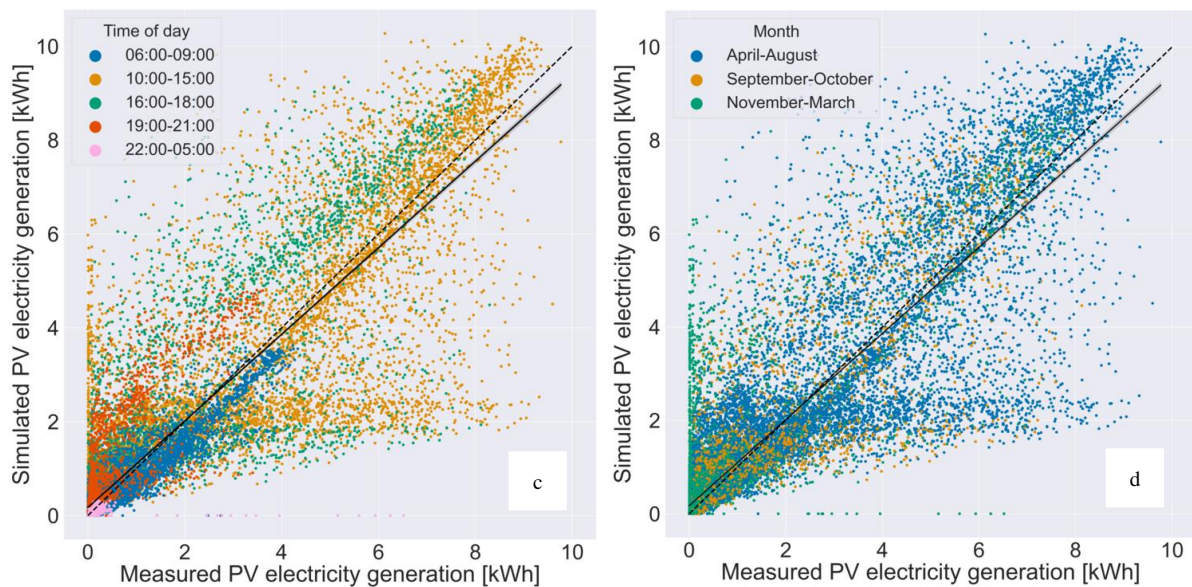 Simulated PV electricity generation [kWh]
10
8
6
4
2
0
Time of day
06:00-09:00
10:00-15:00
16:00-18:00
19:00-21:00
22:00-05:00
c
0 2 4 6 8 10
Measured PV electricity generation [kWh]
Simulated PV electricity generation [kWh]
10
8
6
4
2
0
Month
April-August
September-October
November-March
d
0 2 4 6 8 10
Measured PV electricity generation [kWh]